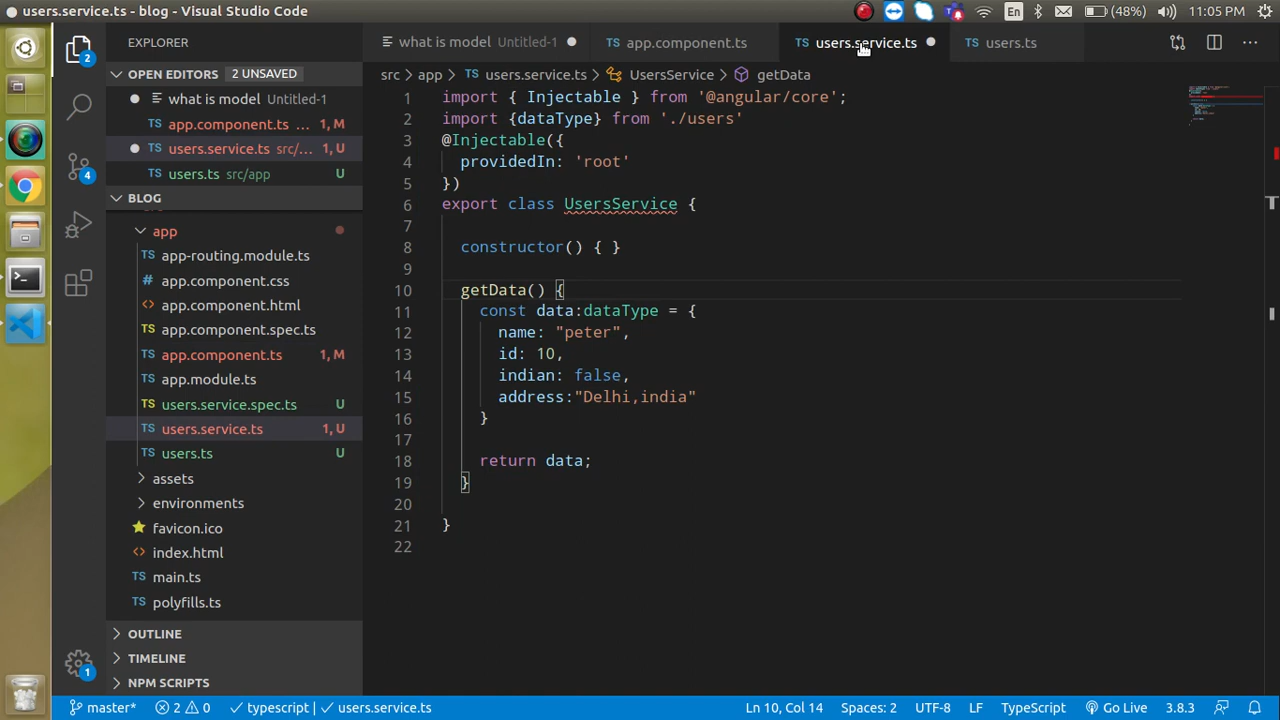 users.service.ts - blog - Visual Studio Code
En
(48%)
11:05 PM
EXPLORER
OPEN EDITORS
2 UNSAVED
what is model Untitled-1
app.component.ts ... 1, M
users.service.ts src/... 1, U
users.ts src/app U
BLOG
app
app-routing.module.ts
app.component.css
app.component.html
app.component.spec.ts
app.component.ts 1, M
app.module.ts
users.service.spec.ts U
users.service.ts 1, U
users.ts U
assets
environments
favicon.ico
index.html
main.ts
polyfills.ts
OUTLINE
TIMELINE
NPM SCRIPTS
2
4
1
what is model Untitled-1
TS app.component.ts
TS users.service.ts
TS users.ts
src > app > TS users.service.ts > UsersService > getData
1 import { Injectable } from '@angular/core';
2 import {dataType} from './users'
3 @Injectable({
4 providedIn: 'root'
5 })
6 export class UsersService {
7
8 constructor() { }
9
10 getData() {
11 const data:dataType = {
12 name: "peter",
13 id: 10,
14 indian: false,
15 address:"Delhi,india"
16 }
17
18 return data;
19 }
20
21 }
22
master*
2 0
typescript | users.service.ts
Ln 10, Col 14
Spaces: 2
UTF-8
LF
TypeScript
Go Live
3.8.3